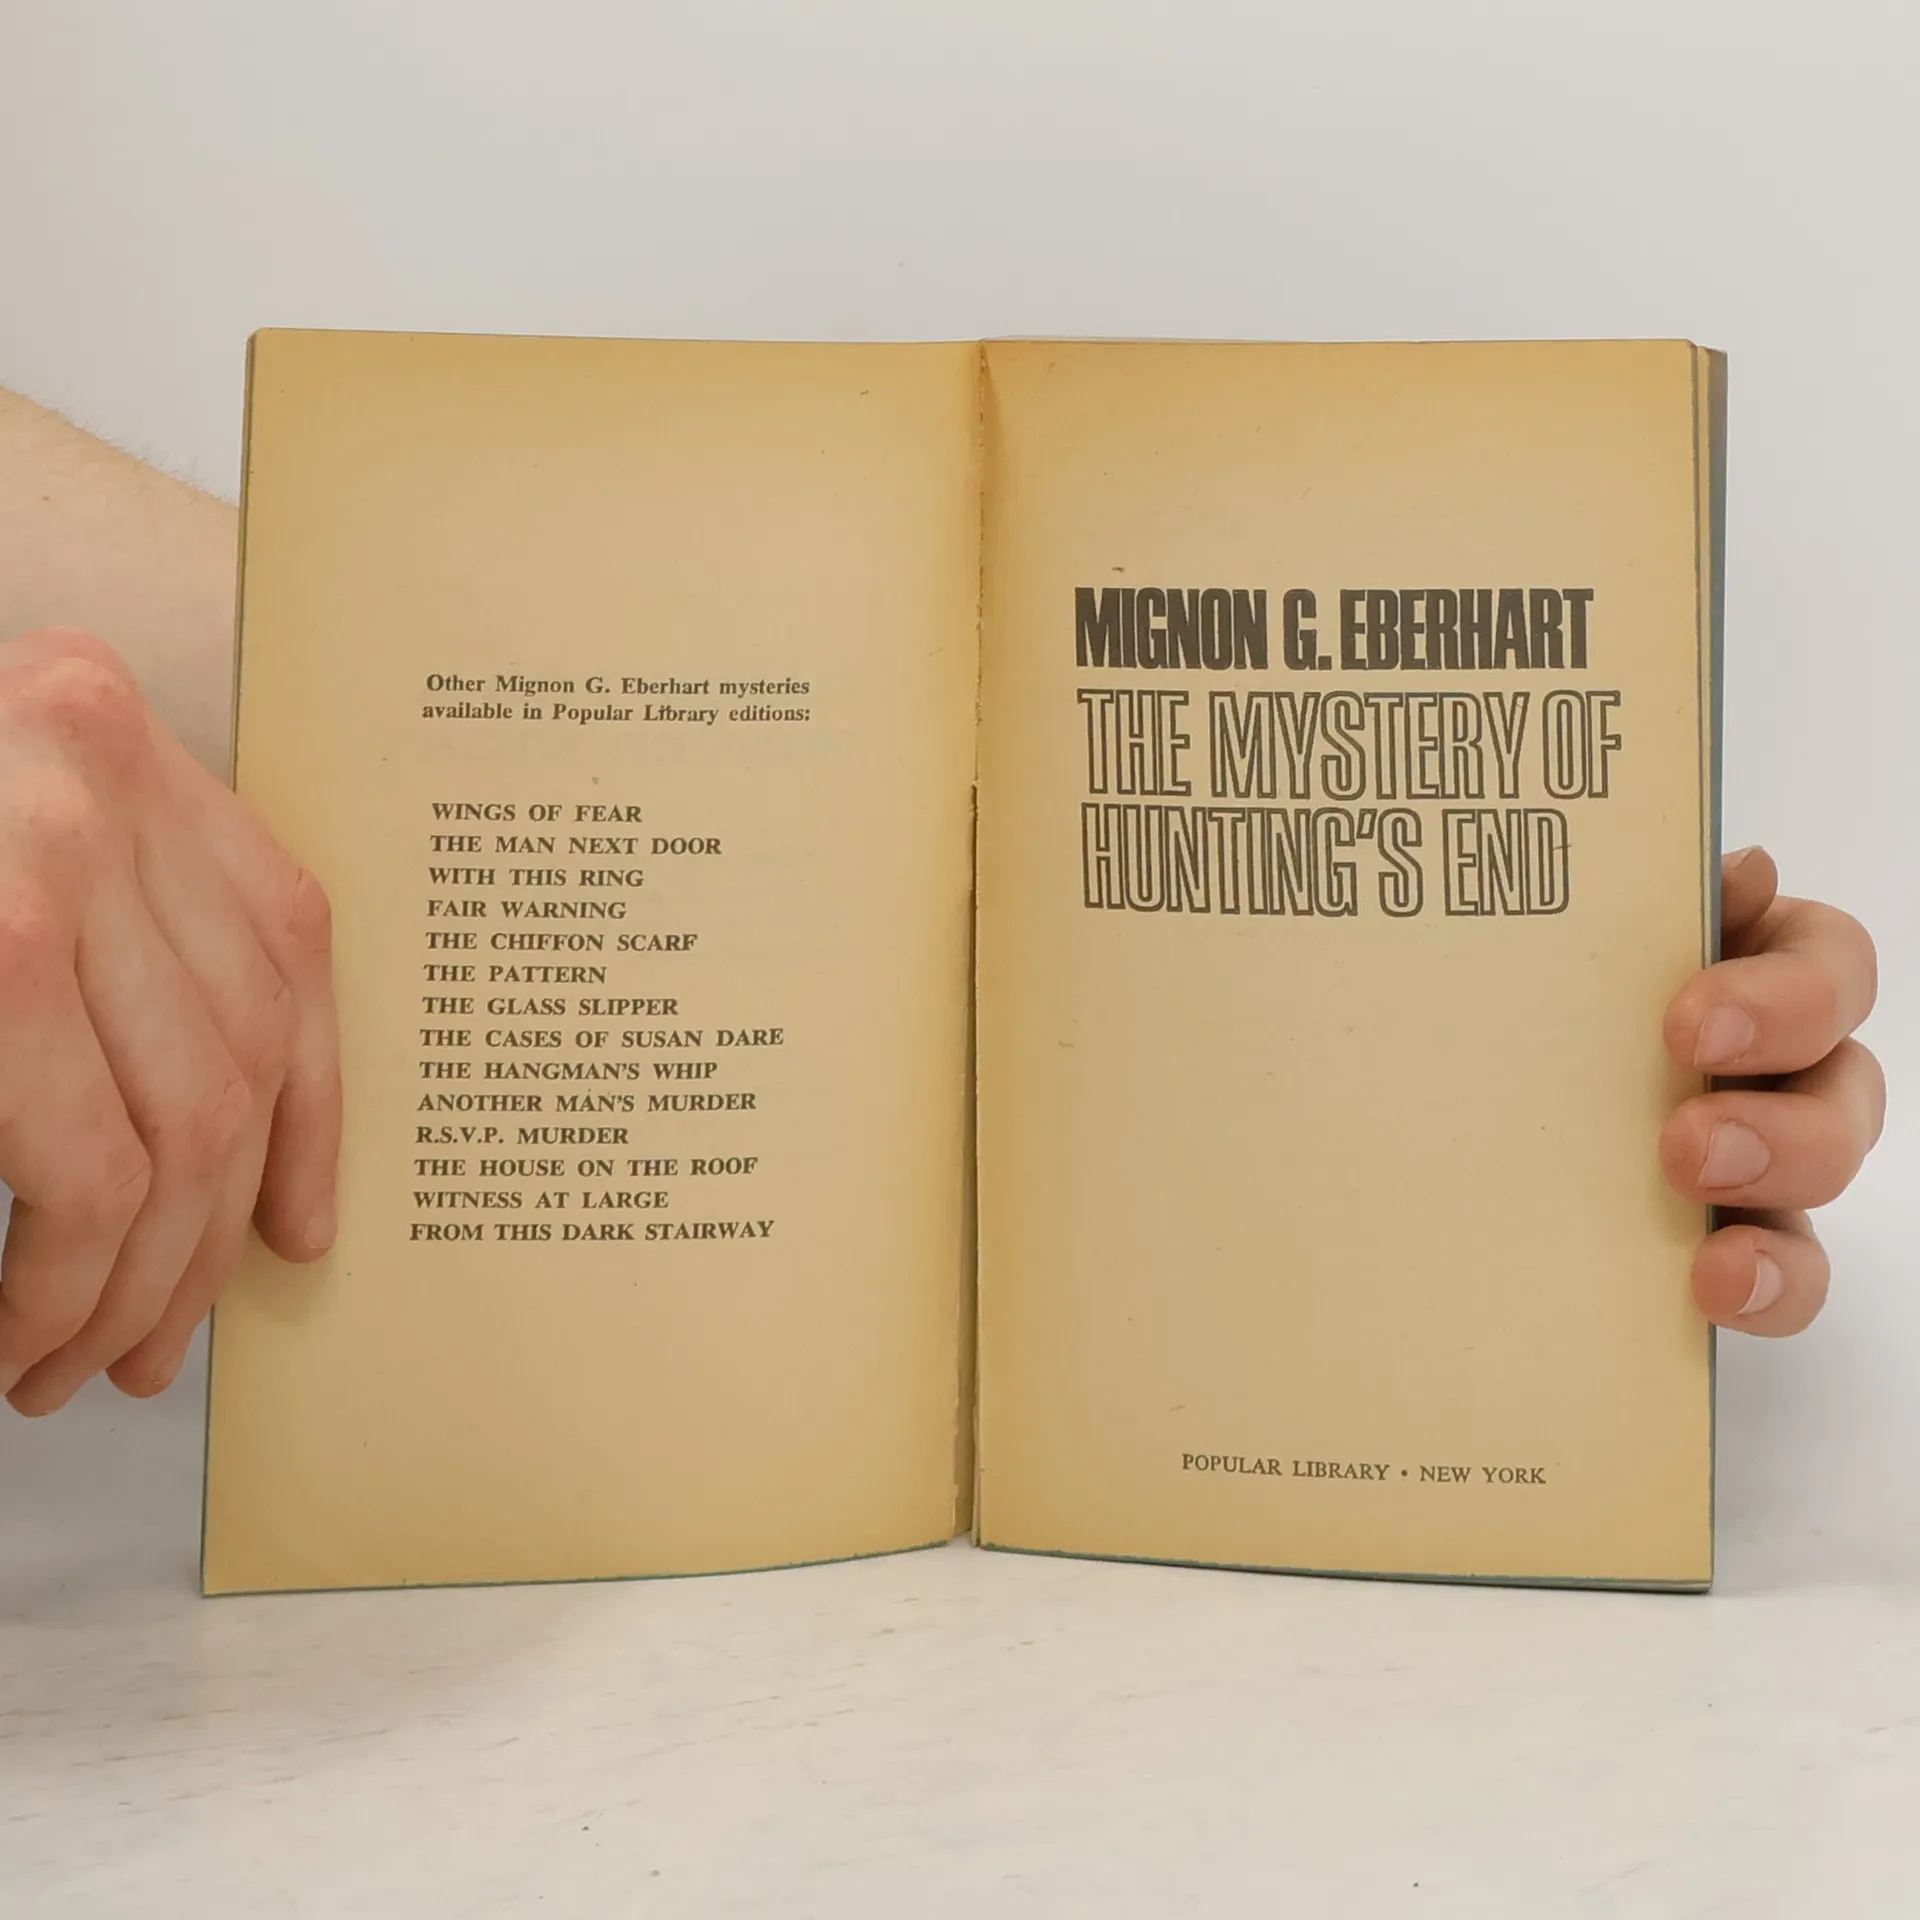 Other Mignon G. Eberhart mysteries
available in Popular Library editions:
WINGS OF FEAR
THE MAN NEXT DOOR
WITH THIS RING
FAIR WARNING
THE CHIFFON SCARF
THE PATTERN
THE GLASS SLIPPER
THE CASES OF SUSAN DARE
THE HANGMAN'S WHIP
ANOTHER MAN'S MURDER
R.S.V.P. MURDER
THE HOUSE ON THE ROOF
WITNESS AT LARGE
FROM THIS DARK STAIRWAY
MIGNON G. EBERHART
THE MYSTERY OF
HUNTING'S END
POPULAR LIBRARY • NEW YORK